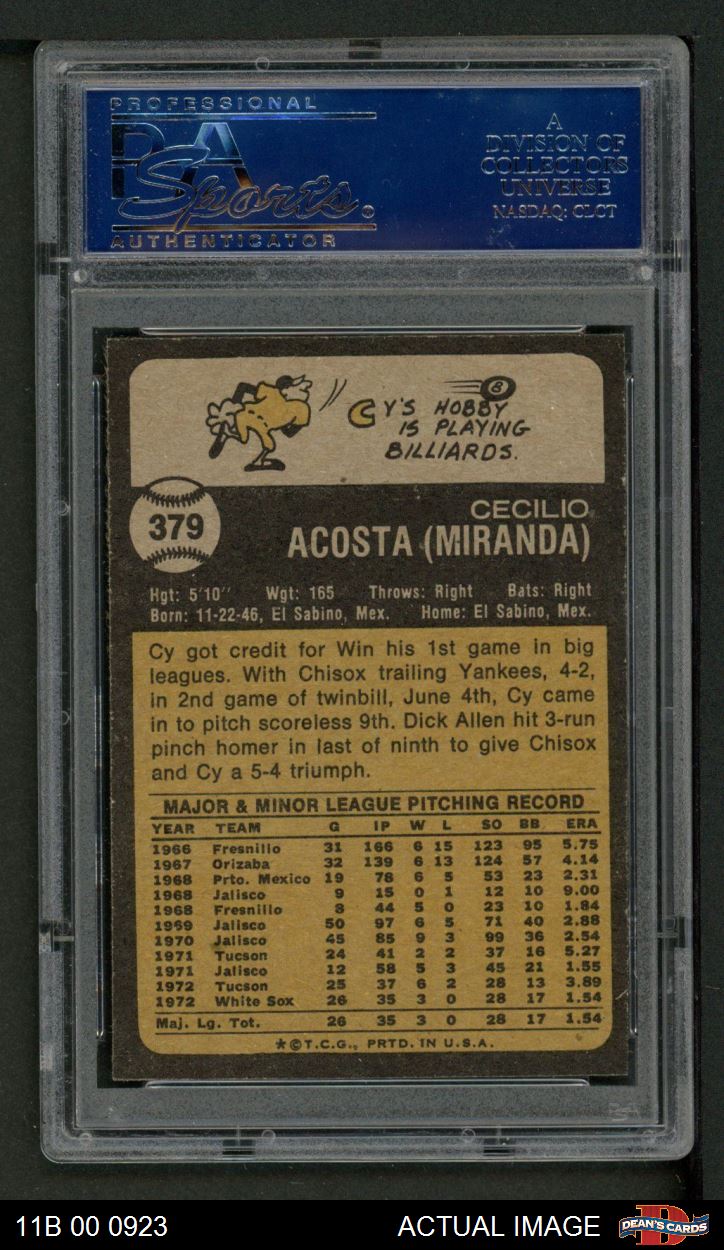 PROFESSIONAL
PSA
Sports®
AUTHENTICATOR
A
DIVISION OF
COLLECTORS
UNIVERSE
NASDAQ: CLCT
8
CY'S HOBBY
IS PLAYING
BILLIARDS.
379
CECILIO
ACOSTA (MIRANDA)
Hgt: 5'10" Wgt: 165 Throws: Right Bats: Right
Born: 11-22-46, El Sabino, Mex. Home: El Sabino, Mex.
Cy got credit for Win his 1st game in big
leagues. With Chisox trailing Yankees, 4-2,
in 2nd game of twinbill, June 4th, Cy came
in to pitch scoreless 9th. Dick Allen hit 3-run
pinch homer in last of ninth to give Chisox
and Cy a 5-4 triumph.
MAJOR & MINOR LEAGUE PITCHING RECORD
YEAR TEAM G IP W L SO BB ERA
1966 Fresnillo 31 166 6 15 123 95 5.75
1967 Orizaba 32 139 6 13 124 57 4.14
1968 Prto. Mexico 19 78 6 5 53 23 2.31
1968 Jalisco 9 15 0 1 12 10 9.00
1968 Fresnillo 8 44 5 0 23 10 1.84
1969 Jalisco 50 97 6 5 71 40 2.88
1970 Jalisco 45 85 9 3 99 36 2.54
1971 Tucson 24 41 2 2 37 16 5.27
1971 Jalisco 12 58 5 3 45 21 1.55
1972 Tucson 25 37 6 2 28 13 3.89
1972 White Sox 26 35 3 0 28 17 1.54
Maj. Lg. Tot. 26 35 3 0 28 17 1.54
*©T.C.G., PRTD. IN U.S.A.
11B 00 0923
ACTUAL IMAGE
D
DEAN'S CARDS